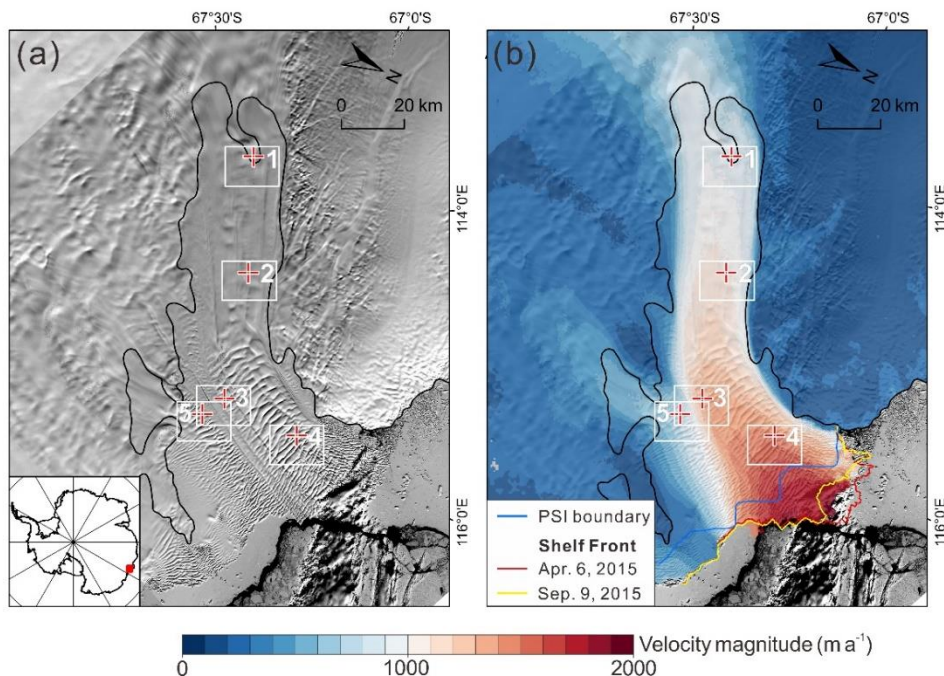 67°30'S
67°00'S
67°30'S
67°00'S
(a)
N
0 20 km
1
2
3
5
4
(b)
N
0 20 km
1
2
3
5
4
114°0'E
116°0'E
114°0'E
116°0'E
PSI boundary
Shelf Front
Apr. 6, 2015
Sep. 9, 2015
Velocity magnitude (m a⁻¹)
0 1000 2000